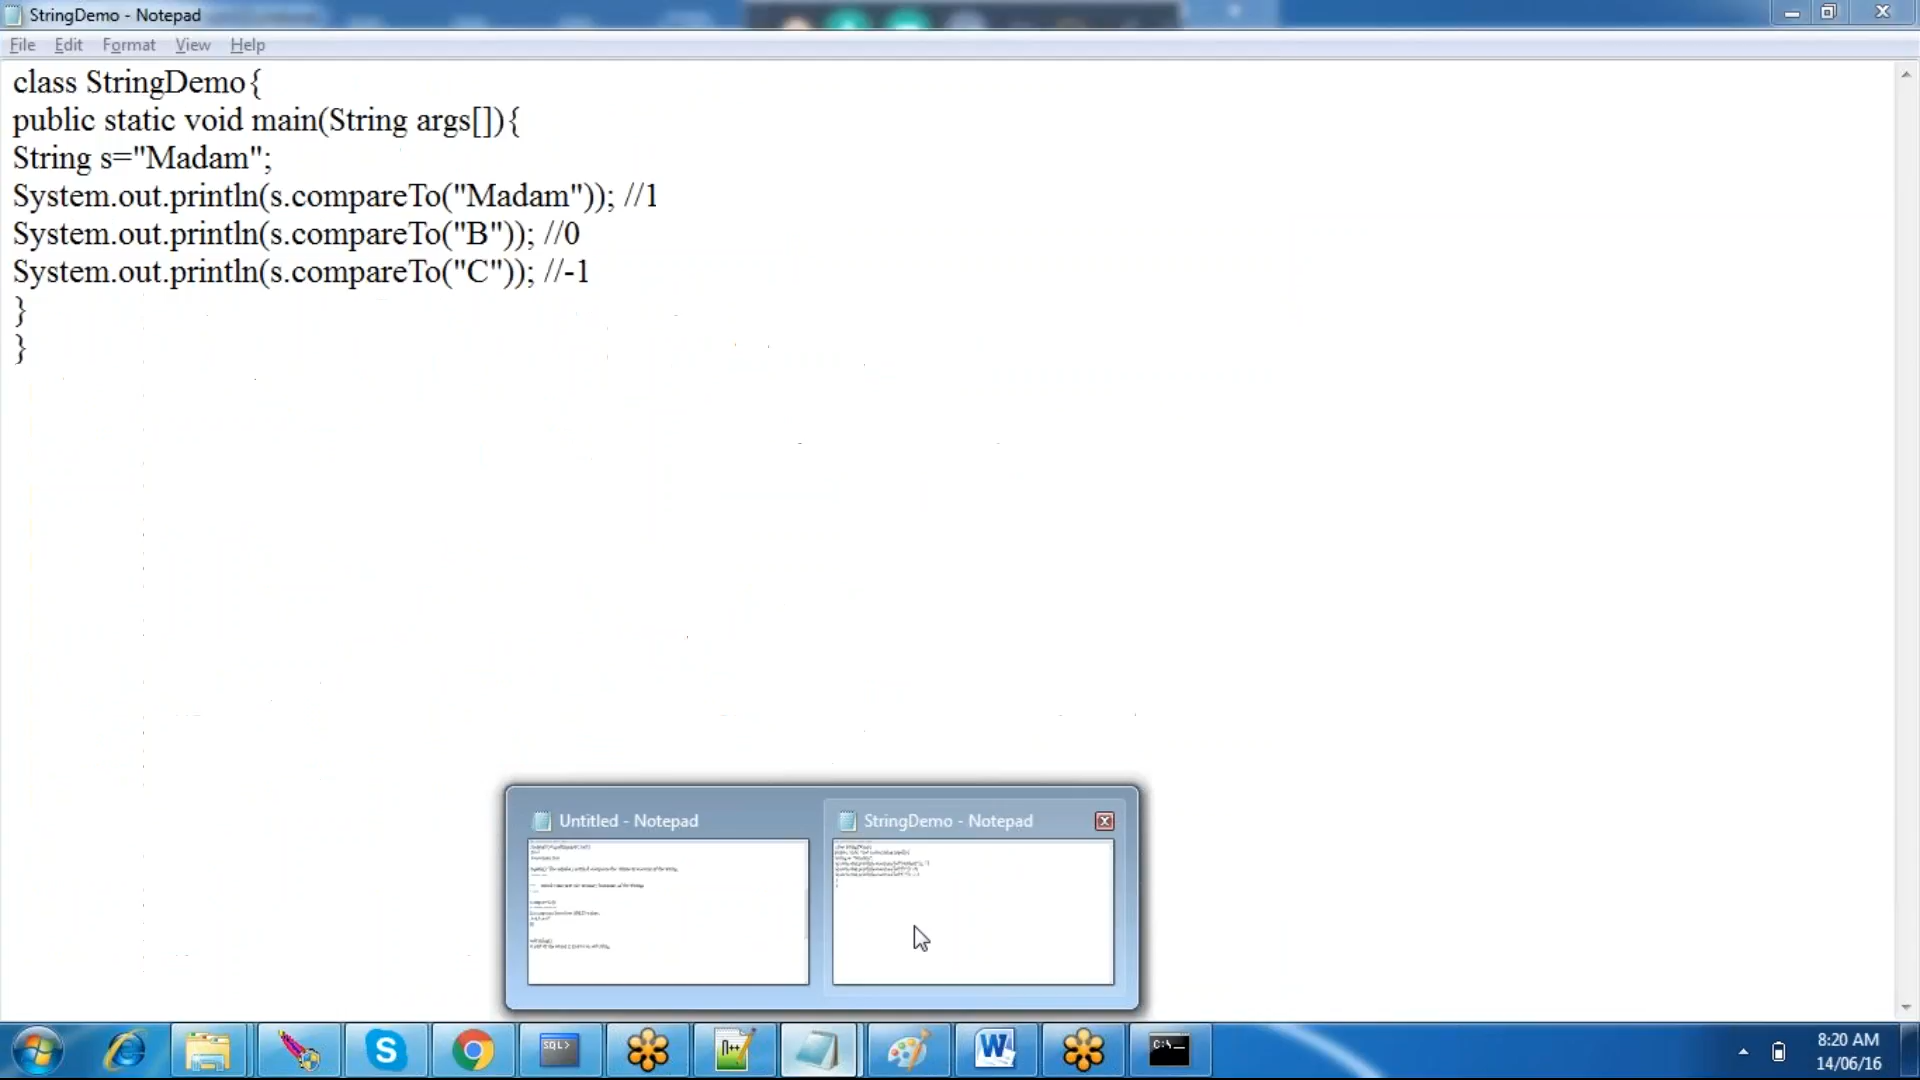 StringDemo - Notepad
File Edit Format View Help
class StringDemo{
public static void main(String args[]){
String s="Madam";
System.out.println(s.compareTo("Madam")); //1
System.out.println(s.compareTo("B")); //0
System.out.println(s.compareTo("C")); //-1
}
}
Untitled - Notepad
StringDemo - Notepad
SQL>
N++
S
W
C:\_
8:20 AM
14/06/16